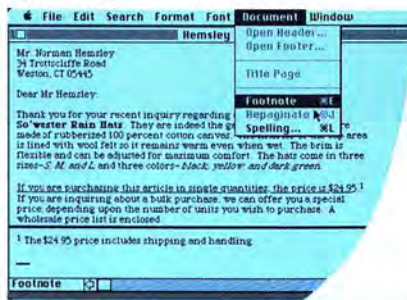 File Edit Search Format Font Document Window
Hemsley
Open Header...
Open Footer...
Title Page
Footnote ⌘E
Repaginate ⌘J
Spelling... ⌘L
Mr. Norman Hemsley
34 Trottscliffe Road
Weston, CT 05445
Dear Mr Hemsley:
Thank you for your recent inquiry regarding
So'wester Rain Hats. They are indeed the ge
made of rubberized 100 percent cotton canvas. area
is lined with wool felt so it remains warm even when wet. The brim is
flexible and can be adjusted for maximum comfort. The hats come in three
sizes-S, M, and L, and three colors-black, yellow and dark green.
If you are purchasing this article in single quantities, the price is $24.95.1
If you are inquiring about a bulk purchase, we can offer you a special
price, depending upon the number of units you wish to purchase. A
wholesale price list is enclosed
1 The $24.95 price includes shipping and handling
Footnote